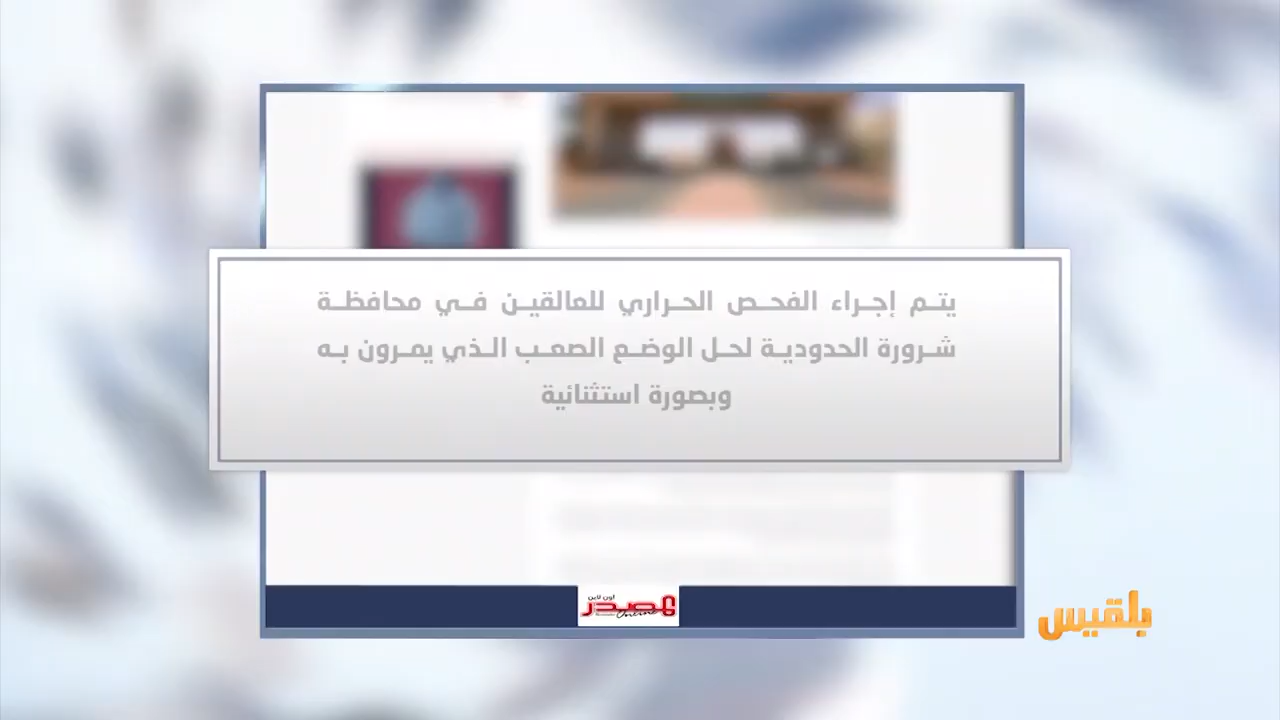 يتم إجراء الفحص الحراري للعالقين في محافظة
شرورة الحدودية لحل الوضع الصعب الذي يمرون به
وبصورة استثنائية
اون لاين
المصدر
Online
بلقيس